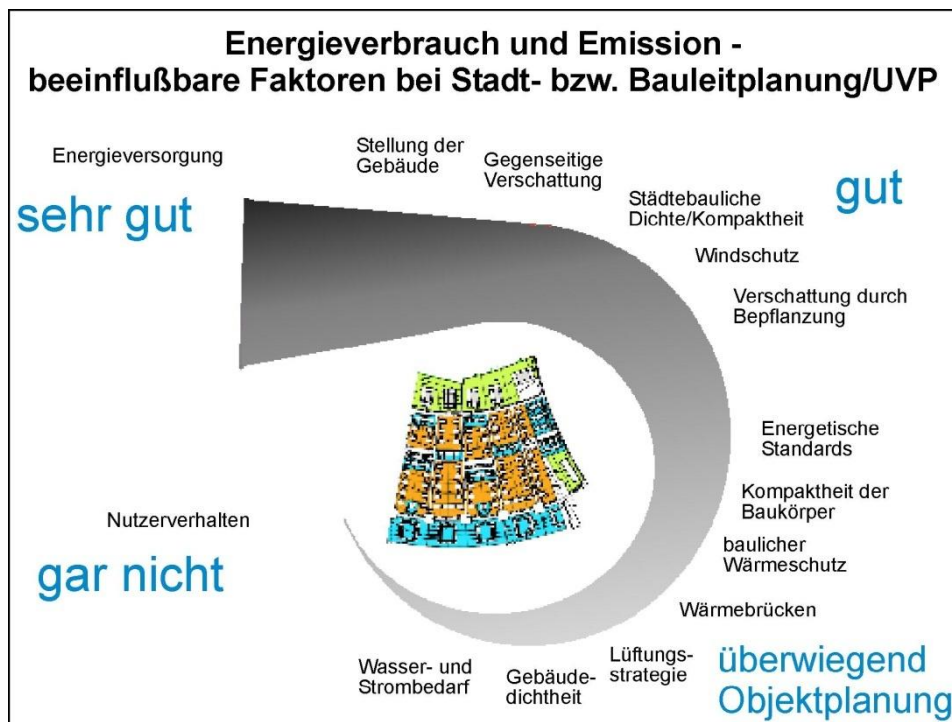 Energieverbrauch und Emission -
beeinflußbare Faktoren bei Stadt- bzw. Bauleitplanung/UVP
Energieversorgung
sehr gut
Stellung der
Gebäude
Gegenseitige
Verschattung
Städtebauliche
Dichte/Kompaktheit
gut
Windschutz
Verschattung durch
Bepflanzung
Energetische
Standards
Kompaktheit der
Baukörper
baulicher
Wärmeschutz
Wärmebrücken
überwiegend
Objektplanung
Lüftungs-
strategie
Gebäude-
dichtheit
Wasser- und
Strombedarf
Nutzerverhalten
gar nicht